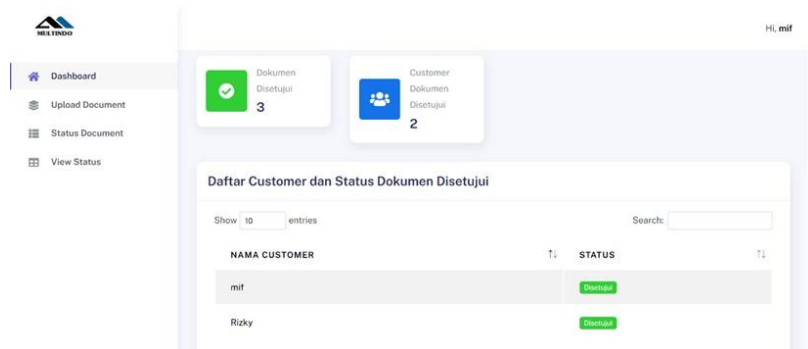 MULTINDO
Hi, mif
Dashboard
Upload Document
Status Document
View Status
Dokumen
Disetujui
3
Customer
Dokumen
Disetujui
2
Daftar Customer dan Status Dokumen Disetujui
Show 10 entries
Search:
NAMA CUSTOMER STATUS
mif Disetujui
Rizky Disetujui